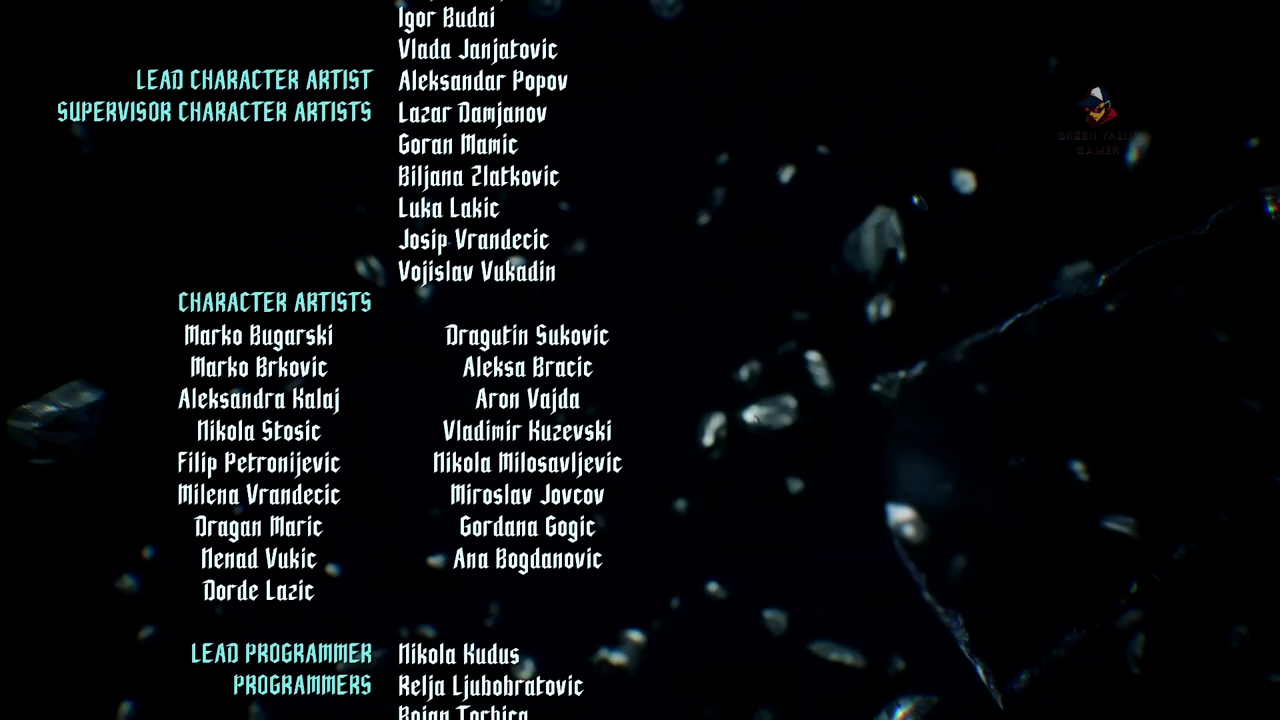 Igor Budai
Vlada Janjatovic
LEAD CHARACTER ARTIST Aleksandar Popov
SUPERVISOR CHARACTER ARTISTS Lazar Damjanov
Goran Mamic
Biljana Zlatkovic
Luka Lakic
Josip Vrandecic
Vojislav Vukadin
CHARACTER ARTISTS
Marko Bugarski Dragutin Sukovic
Marko Brkovic Aleksa Bracic
Aleksandra Kalaj Aron Vajda
Nikola Stosic Vladimir Kuzevski
Filip Petronijevic Nikola Milosavljevic
Milena Vrandecic Miroslav Jovcov
Dragan Maric Gordana Gogic
Nenad Vukic Ana Bogdanovic
Dorde Lazic
LEAD PROGRAMMER Nikola Kudus
PROGRAMMERS Relja Ljubobratovic
Bojan Torbica
GAMER